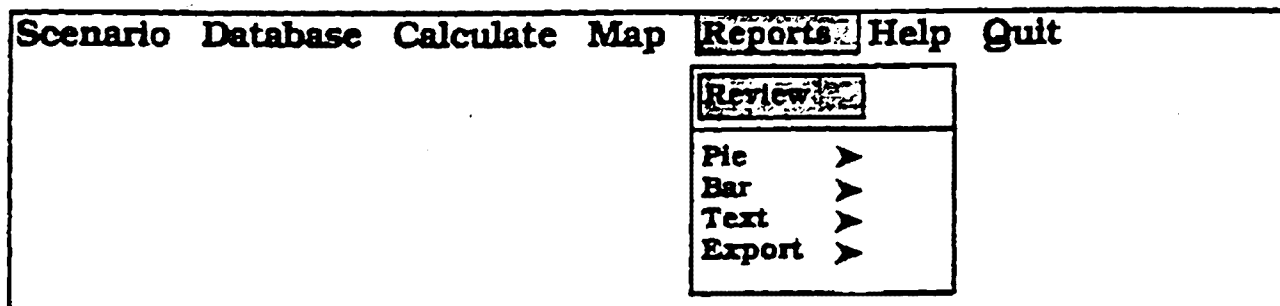 Scenario Database Calculate Map Reports Help Quit
Review
Pie
Bar
Text
Export